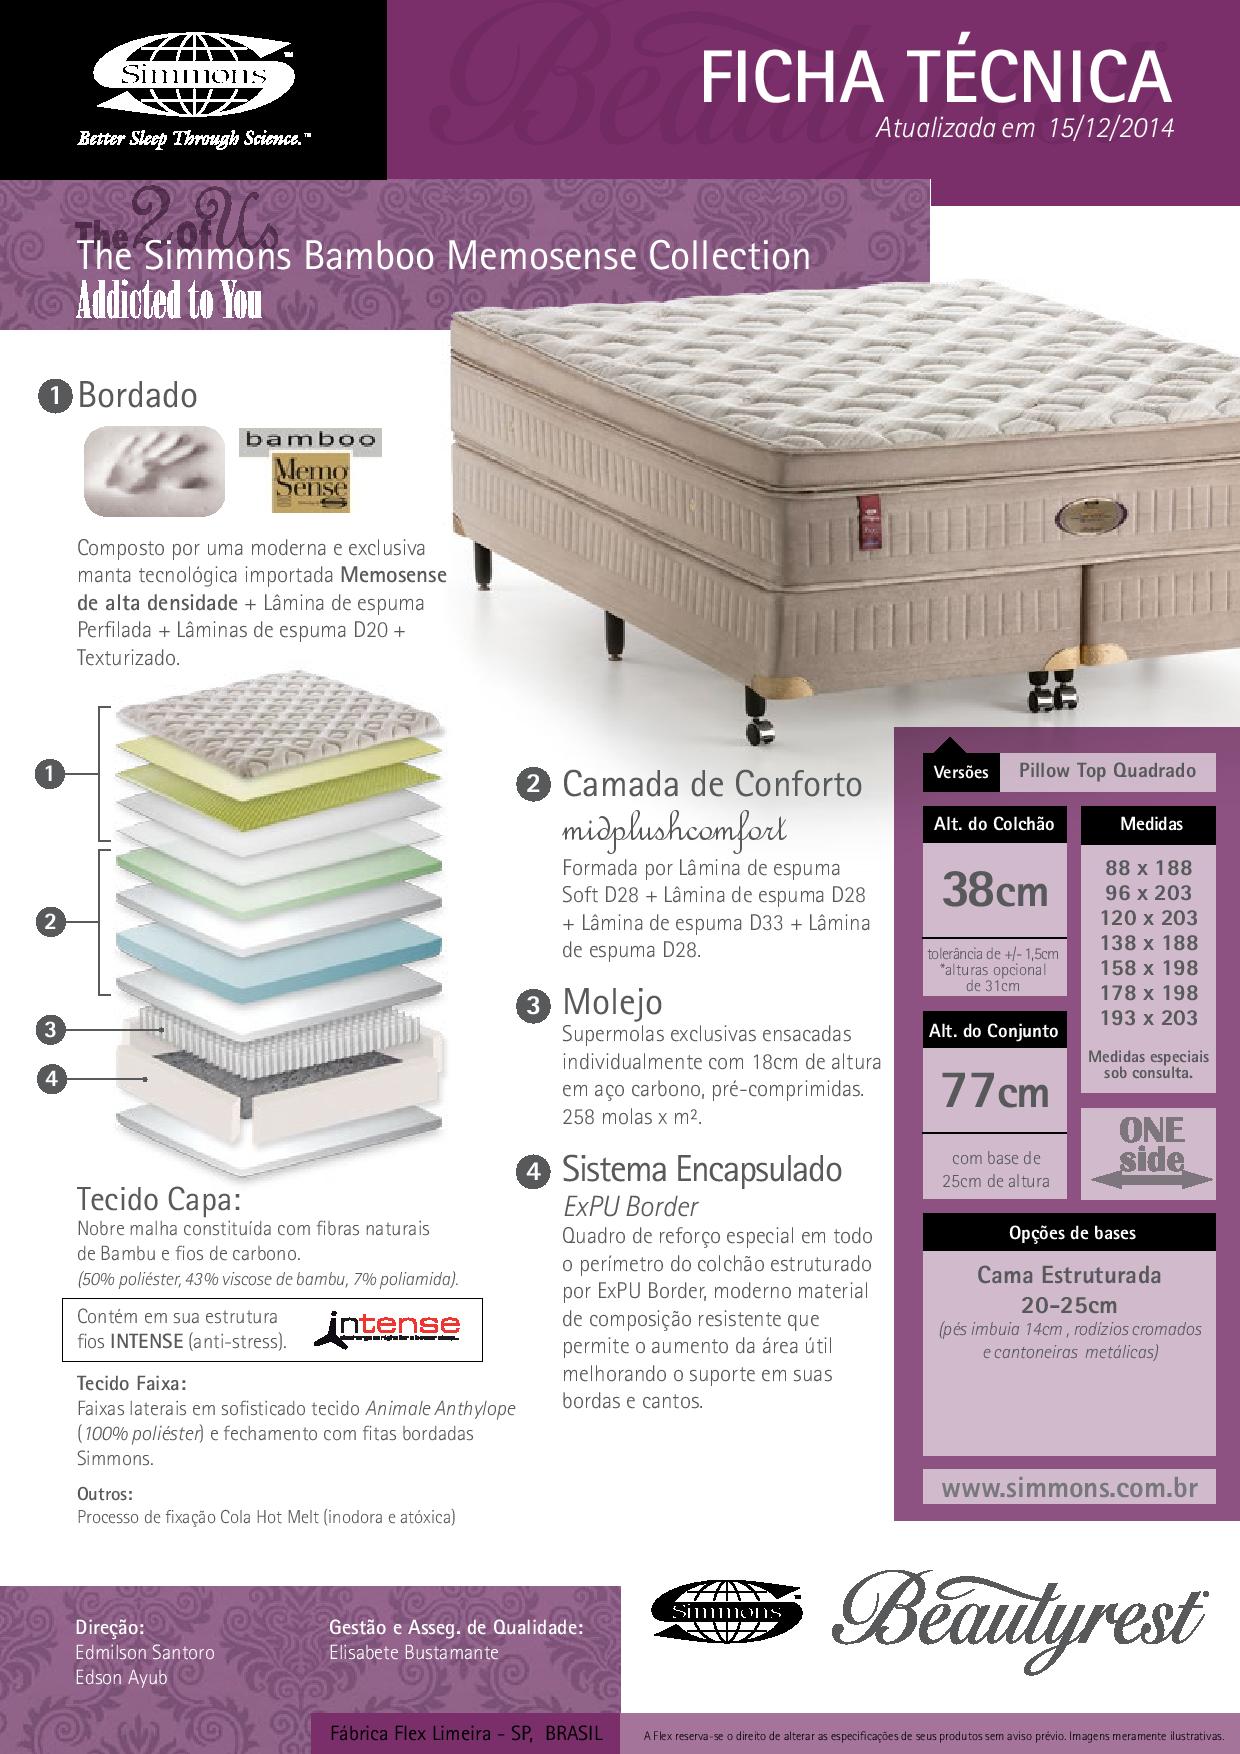 Simmons
Better Sleep Through Science.™
FICHA TÉCNICA
Atualizada em 15/12/2014
The 2 of Us
The Simmons Bamboo Memosense Collection
Addicted to You
1 Bordado
bamboo
Memo
Sense
Composto por uma moderna e exclusiva
manta tecnológica importada Memosense
de alta densidade + Lâmina de espuma
Perfilada + Lâminas de espuma D20 +
Texturizado.
1
2
3
4
Tecido Capa:
Nobre malha constituída com fibras naturais
de Bambu e fios de carbono.
(50% poliéster, 43% viscose de bambu, 7% poliamida).
Contém em sua estrutura
fios INTENSE (anti-stress).
intense
Tecido Faixa:
Faixas laterais em sofisticado tecido Animale Anthylope
(100% poliéster) e fechamento com fitas bordadas
Simmons.
Outros:
Processo de fixação Cola Hot Melt (inodora e atóxica)
2 Camada de Conforto
midplushcomfort
Formada por Lâmina de espuma
Soft D28 + Lâmina de espuma D28
+ Lâmina de espuma D33 + Lâmina
de espuma D28.
3 Molejo
Supermolas exclusivas ensacadas
individualmente com 18cm de altura
em aço carbono, pré-comprimidas.
258 molas x m².
4 Sistema Encapsulado
ExPU Border
Quadro de reforço especial em todo
o perímetro do colchão estruturado
por ExPU Border, moderno material
de composição resistente que
permite o aumento da área útil
melhorando o suporte em suas
bordas e cantos.
Versões
Pillow Top Quadrado
Alt. do Colchão
38cm
tolerância de +/- 1,5cm
*alturas opcional
de 31cm
Alt. do Conjunto
77cm
com base de
25cm de altura
Medidas
88 x 188
96 x 203
120 x 203
138 x 188
158 x 198
178 x 198
193 x 203
Medidas especiais
sob consulta.
ONE
side
Opções de bases
Cama Estruturada
20-25cm
(pés imbuia 14cm , rodízios cromados
e cantoneiras metálicas)
www.simmons.com.br
Direção:
Edmilson Santoro
Edson Ayub
Gestão e Asseg. de Qualidade:
Elisabete Bustamante
Simmons
Beautyrest
Fábrica Flex Limeira - SP, BRASIL
A Flex reserva-se o direito de alterar as especificações de seus produtos sem aviso prévio. Imagens meramente ilustrativas.